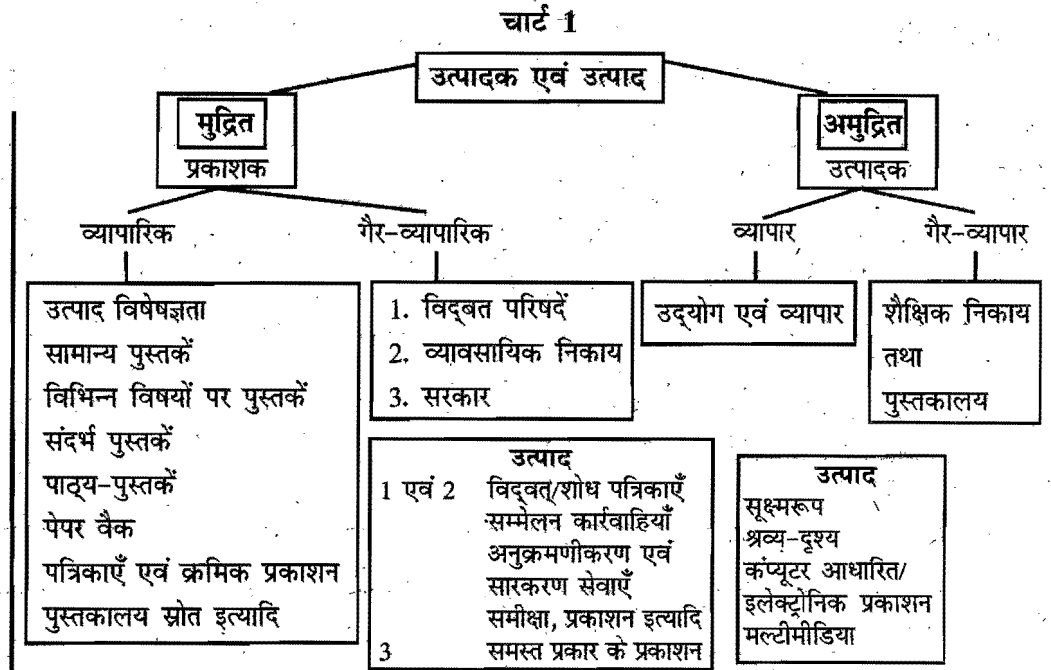 चार्ट 1
उत्पादक एवं उत्पाद
मुद्रित
प्रकाशक
अमुद्रित
उत्पादक
व्यापारिक
गैर-व्यापारिक
व्यापार
गैर-व्यापार
उत्पाद विषेषज्ञता
सामान्य पुस्तकें
विभिन्न विषयों पर पुस्तकें
संदर्भ पुस्तकें
पाठ्य-पुस्तकें
पेपर वैक
पत्रिकाएँ एवं क्रमिक प्रकाशन
पुस्तकालय स्रोत इत्यादि
1. विद्बत परिषदें
2. व्यावसायिक निकाय
3. सरकार
उद्योग एवं व्यापार
शैक्षिक निकाय
तथा
पुस्तकालय
उत्पाद
1 एवं 2 विद्वत्/शोध पत्रिकाएँ
सम्मेलन कार्रवाहियाँ
अनुक्रमणीकरण एवं
सारकरण सेवाएँ
समीक्षा, प्रकाशन इत्यादि
3 समस्त प्रकार के प्रकाशन
उत्पाद
सूक्ष्मरूप
श्रव्य-दृश्य
कंप्यूटर आधारित/
इलेक्ट्रोनिक प्रकाशन
मल्टीमीडिया